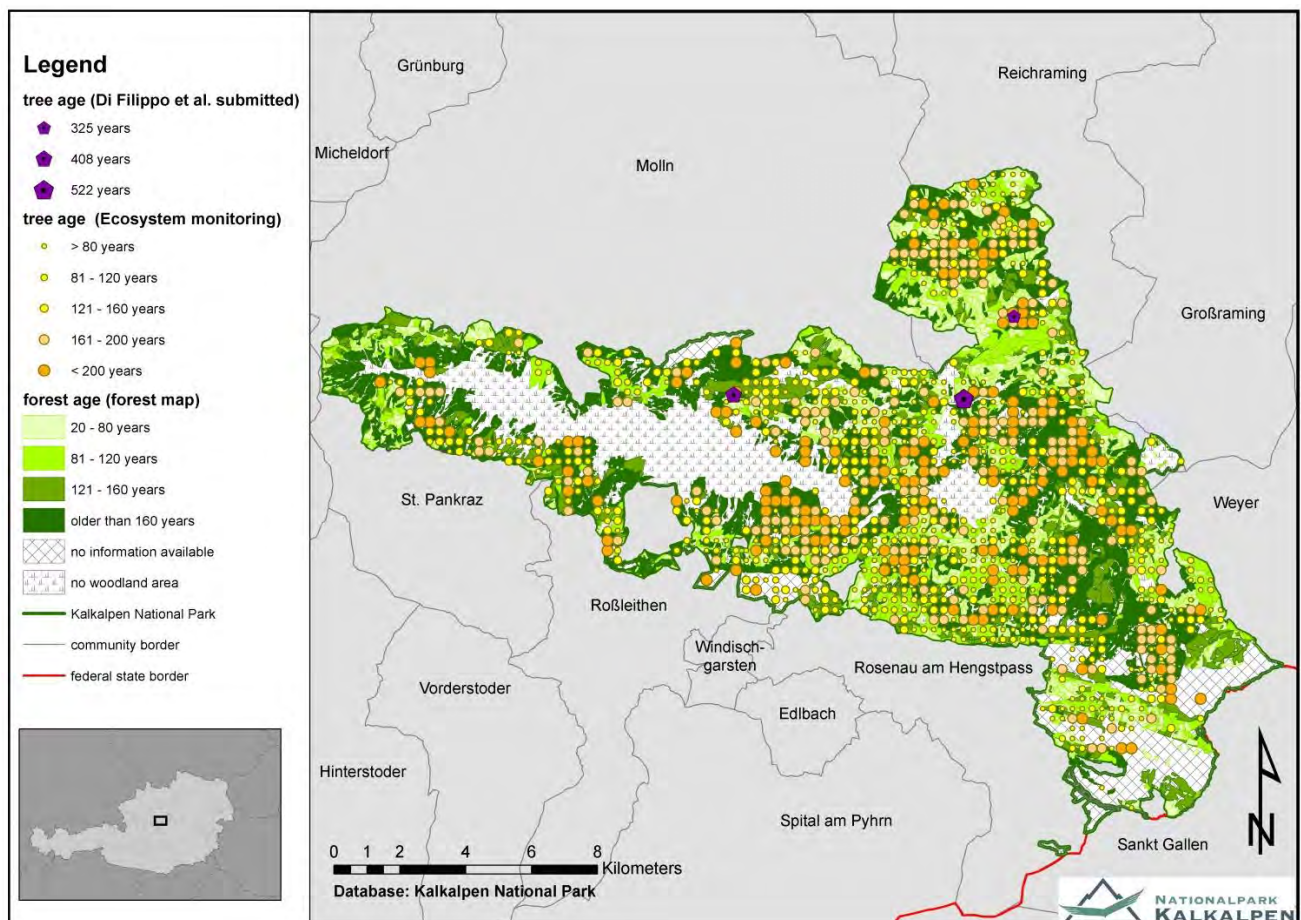 Legend
tree age (Di Filippo et al. submitted)
325 years
408 years
522 years
tree age (Ecosystem monitoring)
> 80 years
81 - 120 years
121 - 160 years
161 - 200 years
< 200 years
forest age (forest map)
20 - 80 years
81 - 120 years
121 - 160 years
older than 160 years
no information available
no woodland area
Kalkalpen National Park
community border
federal state border
Grünburg
Reichraming
Micheldorf
Molln
Großraming
St. Pankraz
Weyer
Roßleithen
Windisch-
garsten
Rosenau am Hengstpass
Vorderstoder
Edlbach
Hinterstoder
Spital am Pyhrn
Sankt Gallen
N
0 1 2 4 6 8
Kilometers
Database: Kalkalpen National Park
NATIONALPARK
KALKALPEN